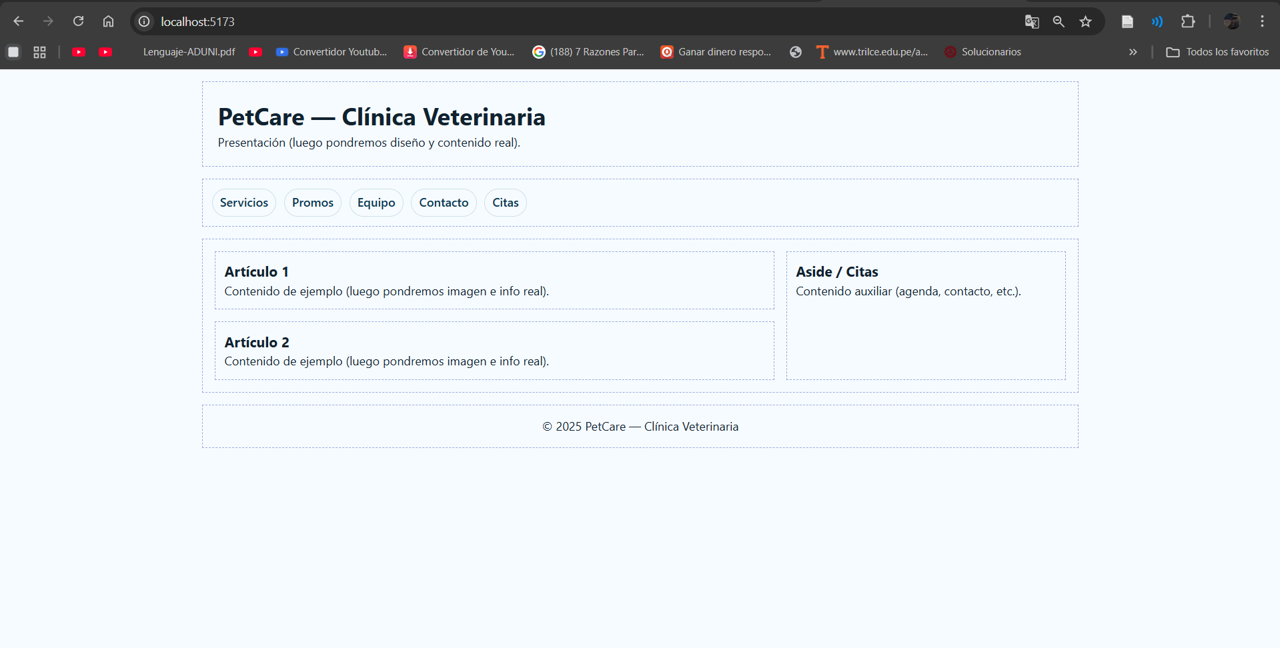 localhost:5173
Lenguaje-ADUNI.pdf
Convertidor Youtub...
Convertidor de You...
(188) 7 Razones Par...
Ganar dinero respo...
www.trilce.edu.pe/a...
Solucionarios
»
Todos los favoritos
PetCare — Clínica Veterinaria
Presentación (luego pondremos diseño y contenido real).
Servicios
Promos
Equipo
Contacto
Citas
Artículo 1
Contenido de ejemplo (luego pondremos imagen e info real).
Artículo 2
Contenido de ejemplo (luego pondremos imagen e info real).
Aside / Citas
Contenido auxiliar (agenda, contacto, etc.).
© 2025 PetCare — Clínica Veterinaria